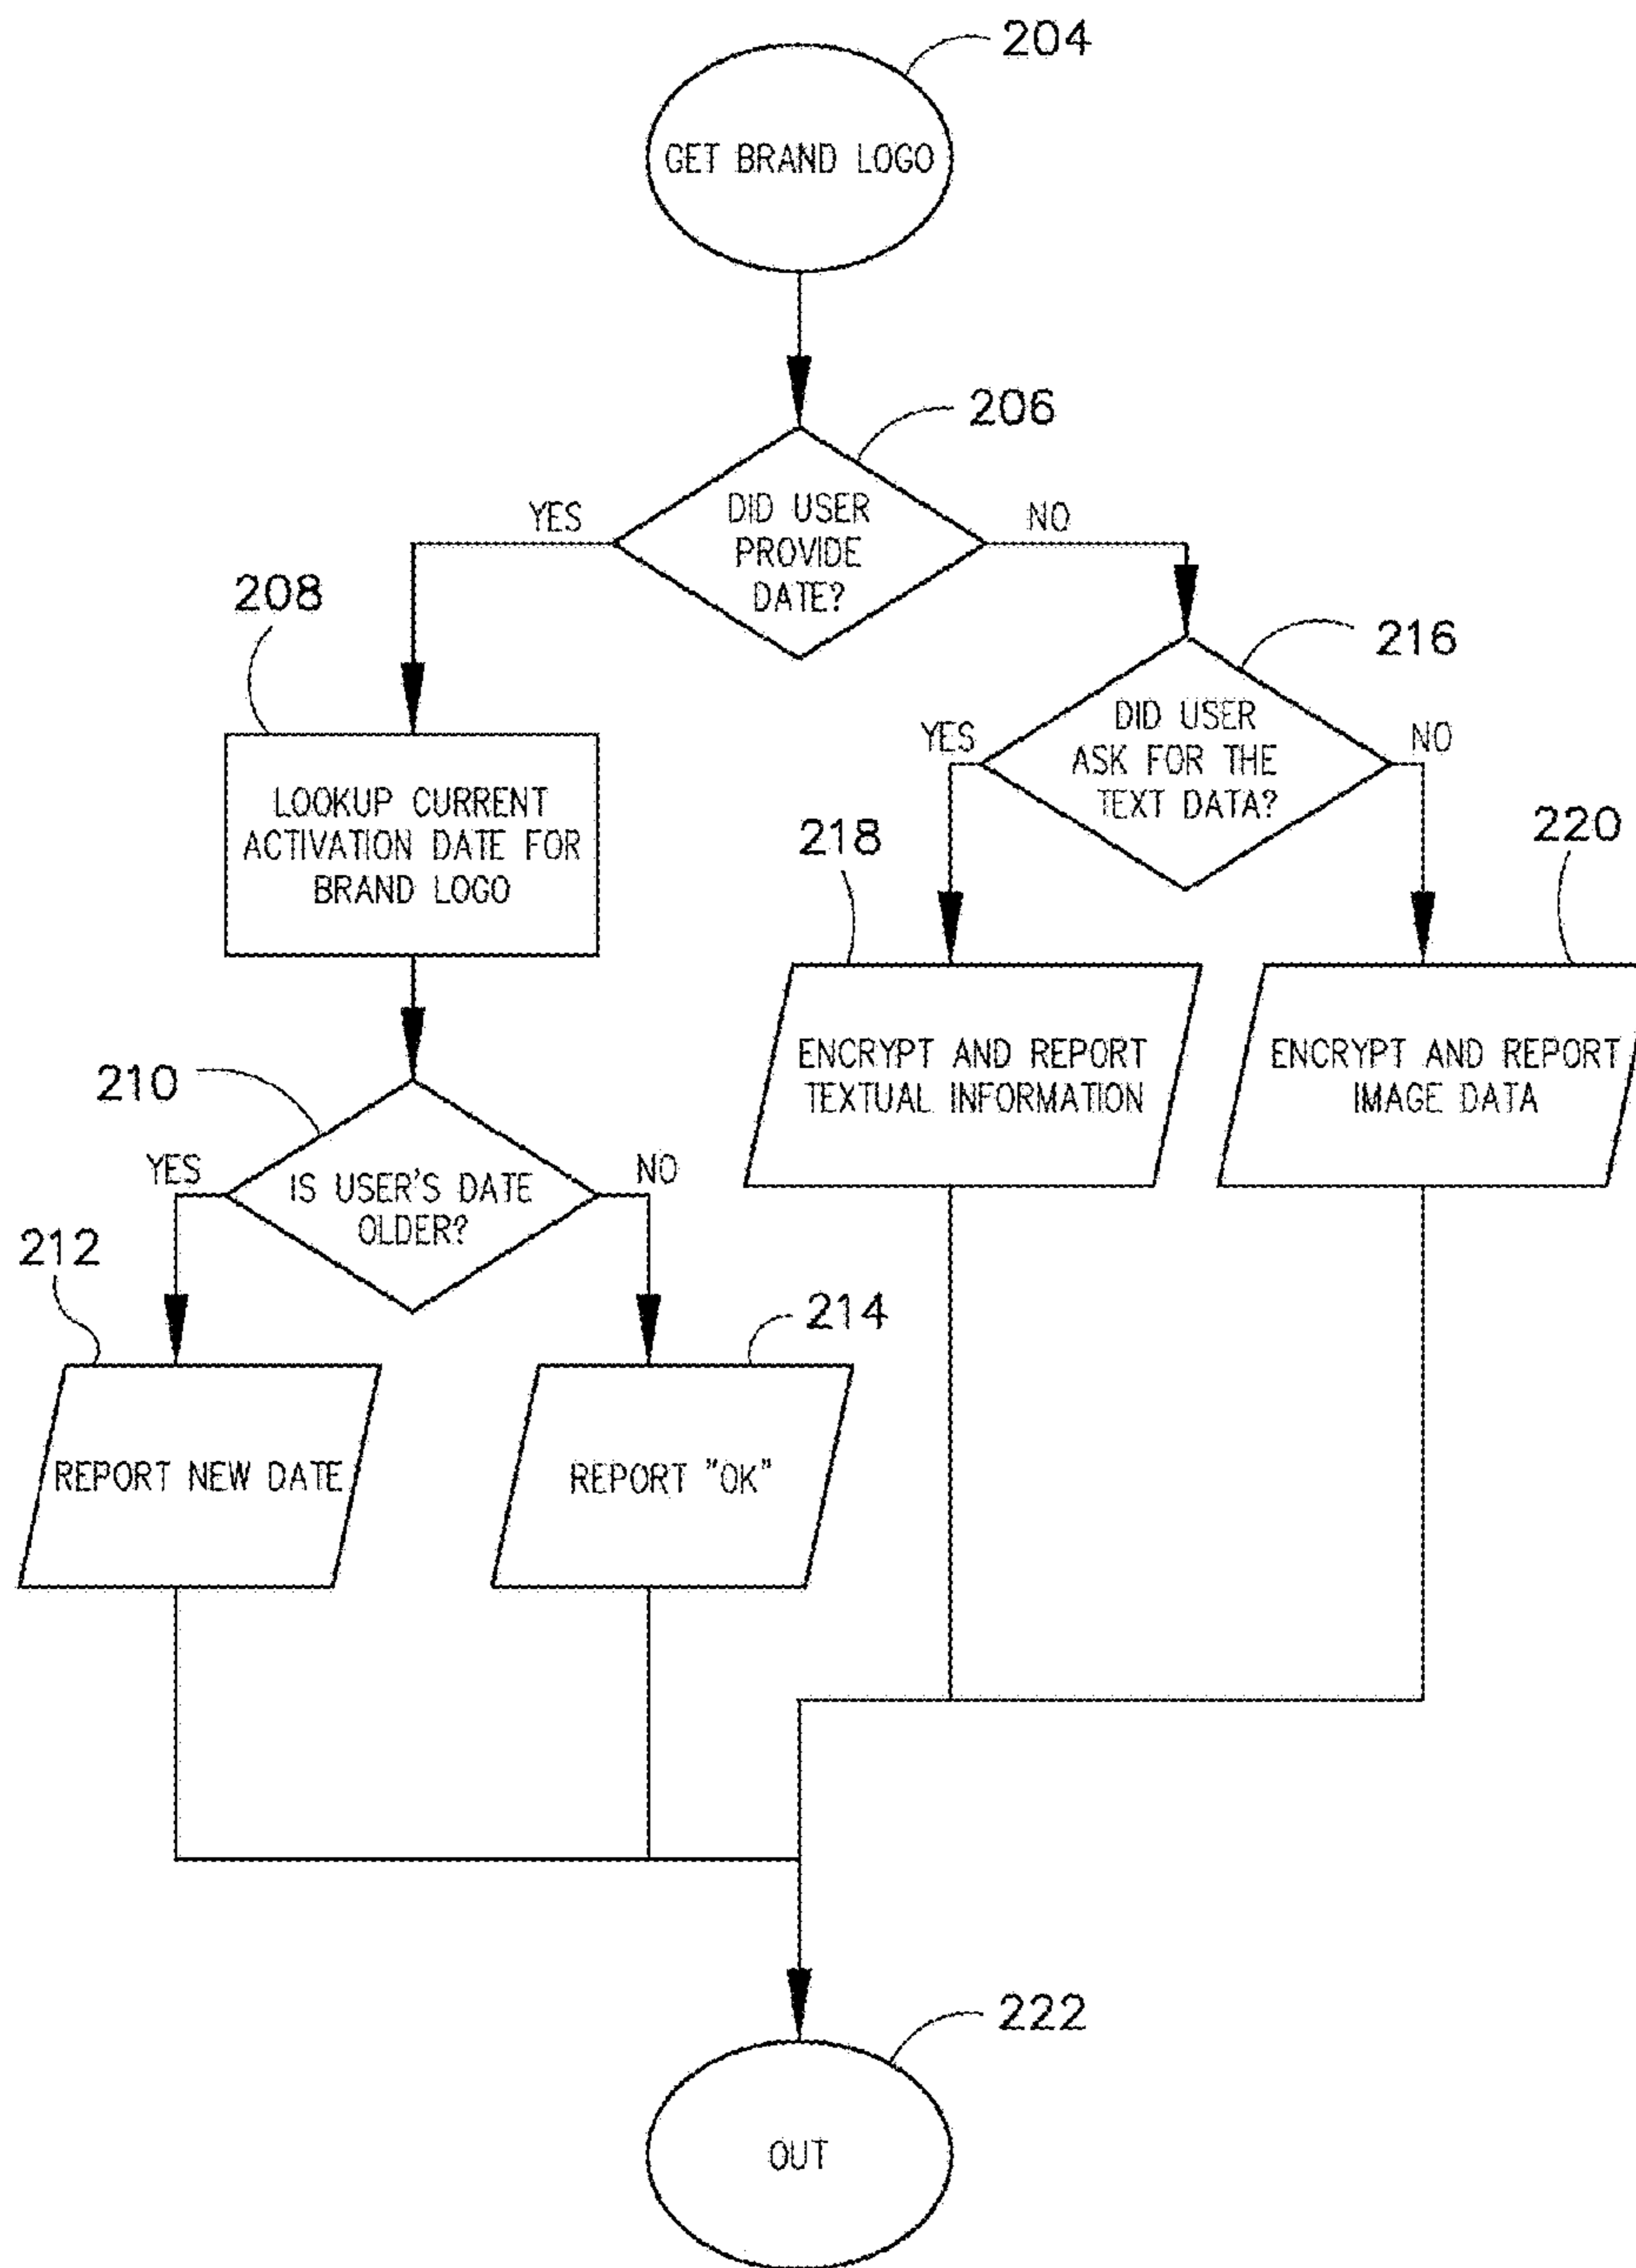 204
GET BRAND LOGO
206
DID USER
PROVIDE
DATE?
YES
NO
208
216
DID USER
ASK FOR THE
TEXT DATA?
YES
NO
LOOKUP CURRENT
ACTIVATION DATE FOR
BRAND LOGO
218
220
ENCRYPT AND REPORT
TEXTUAL INFORMATION
ENCRYPT AND REPORT
IMAGE DATA
210
IS USER'S DATE
OLDER?
YES
NO
212
214
REPORT NEW DATE
REPORT "OK"
222
OUT